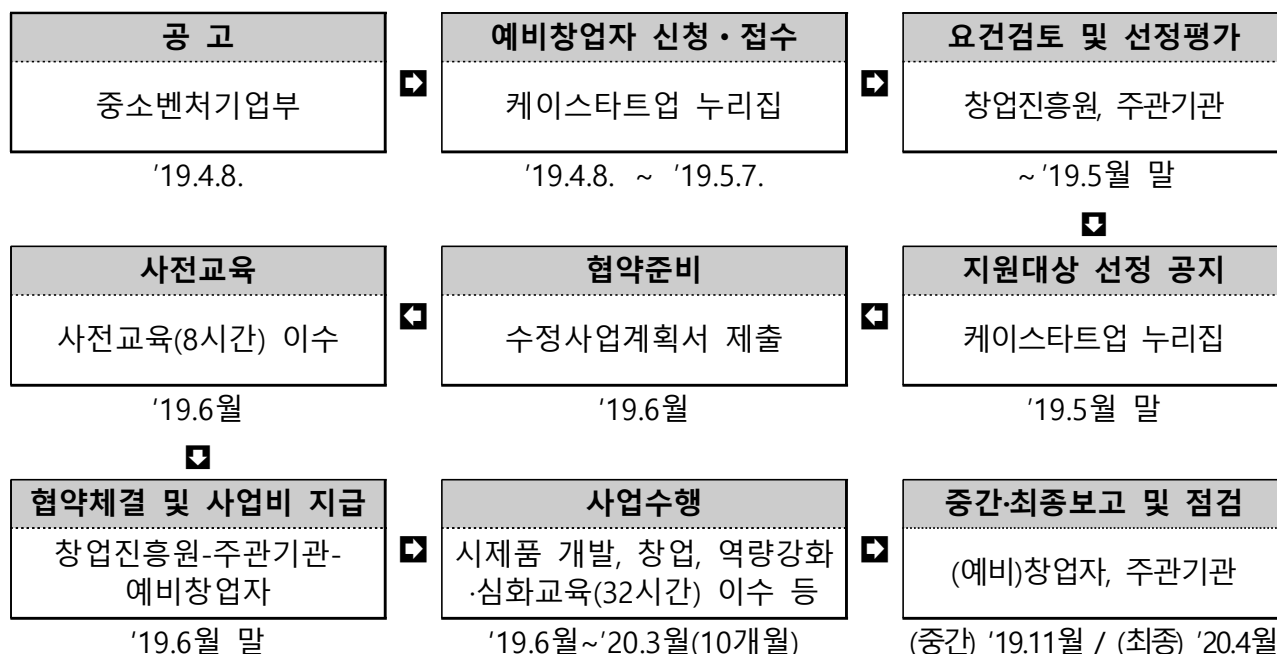 공 고
중소벤처기업부
'19.4.8.
예비창업자 신청・접수
케이스타트업 누리집
'19.4.8. ~ '19.5.7.
요건검토 및 선정평가
창업진흥원, 주관기관
~'19.5월 말
사전교육
사전교육(8시간) 이수
'19.6월
협약준비
수정사업계획서 제출
'19.6월
지원대상 선정 공지
케이스타트업 누리집
'19.5월 말
협약체결 및 사업비 지급
창업진흥원-주관기관-
예비창업자
'19.6월 말
사업수행
시제품 개발, 창업, 역량강화
·심화교육(32시간) 이수 등
'19.6월~'20.3월(10개월)
중간·최종보고 및 점검
(예비)창업자, 주관기관
(중간) '19.11월 / (최종) '20.4월